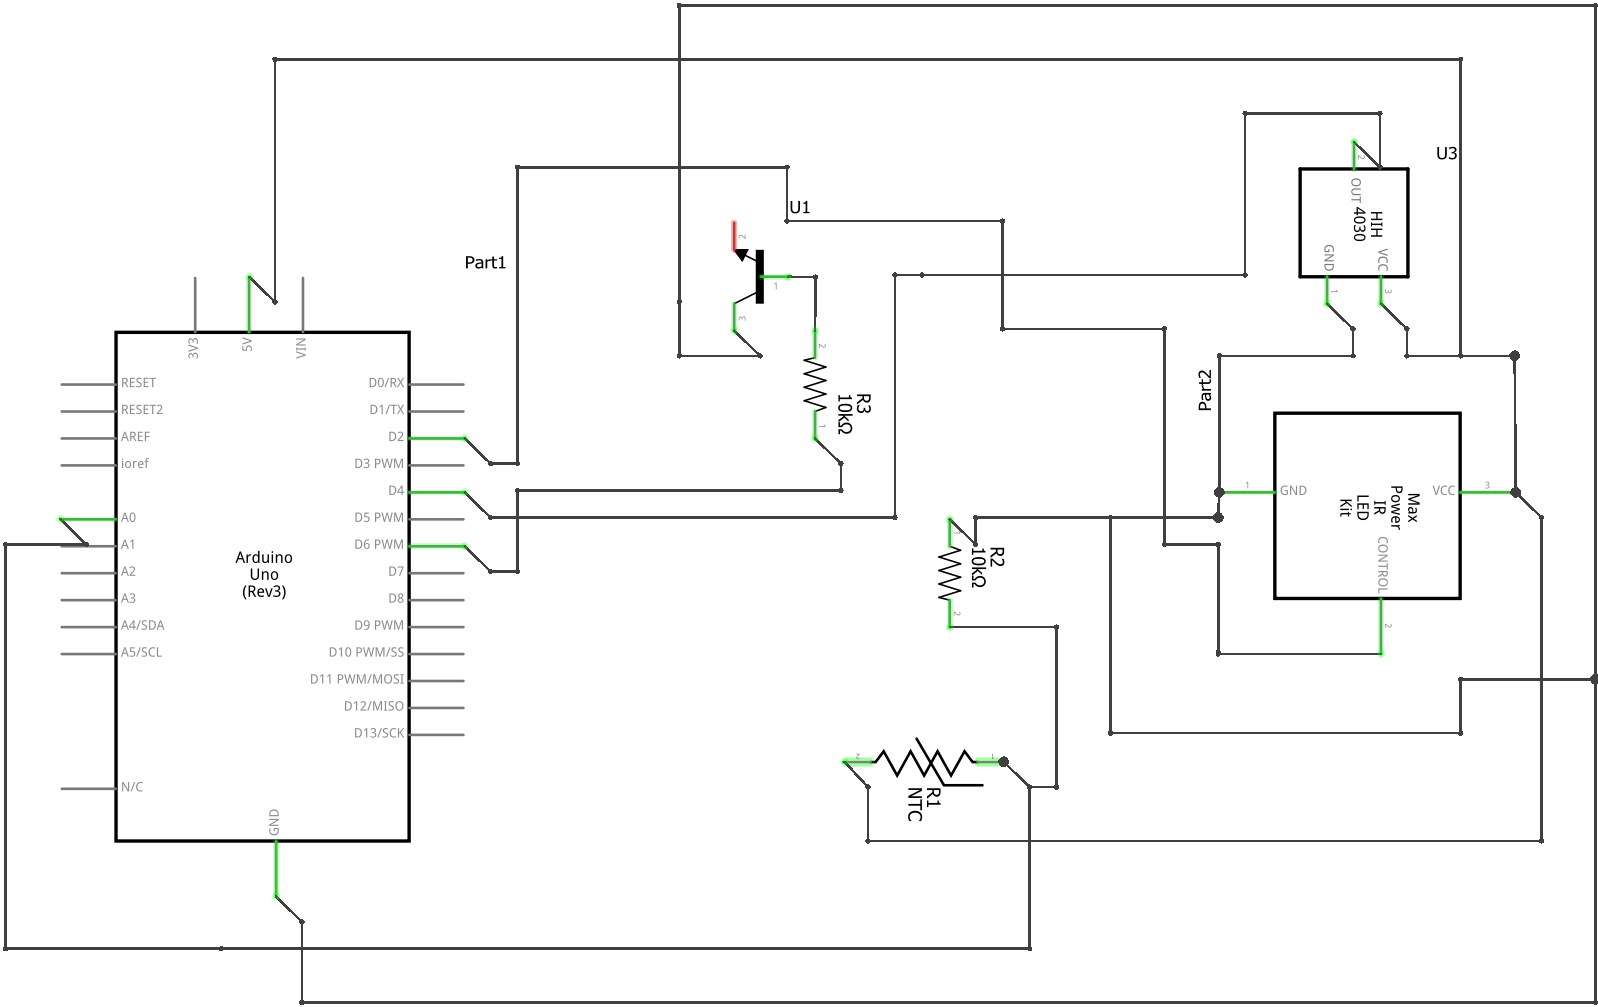 U3
2
OUT
HIH
4030
GND
VCC
1
3
U1
2
1
3
Part1
3V3
5V
VIN
2
R3
10kΩ
1
Part2
RESET
RESET2
AREF
ioref
A0
A1
A2
A3
A4/SDA
A5/SCL
N/C
D0/RX
D1/TX
D2
D3 PWM
D4
D5 PWM
D6 PWM
D7
D8
D9 PWM
D10 PWM/SS
D11 PWM/MOSI
D12/MISO
D13/SCK
Arduino
Uno
(Rev3)
GND
1
GND
VCC
3
Max
Power
IR
LED
Kit
CONTROL
2
1
R2
10kΩ
2
2
1
R1
NTC